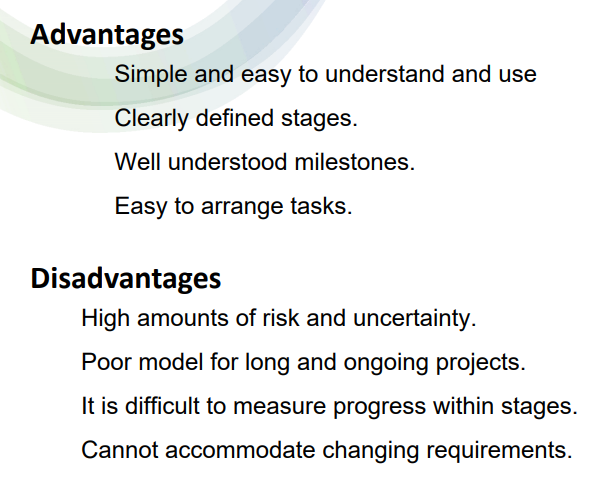 Advantages
Simple and easy to understand and use
Clearly defined stages.
Well understood milestones.
Easy to arrange tasks.
Disadvantages
High amounts of risk and uncertainty.
Poor model for long and ongoing projects.
It is difficult to measure progress within stages.
Cannot accommodate changing requirements.